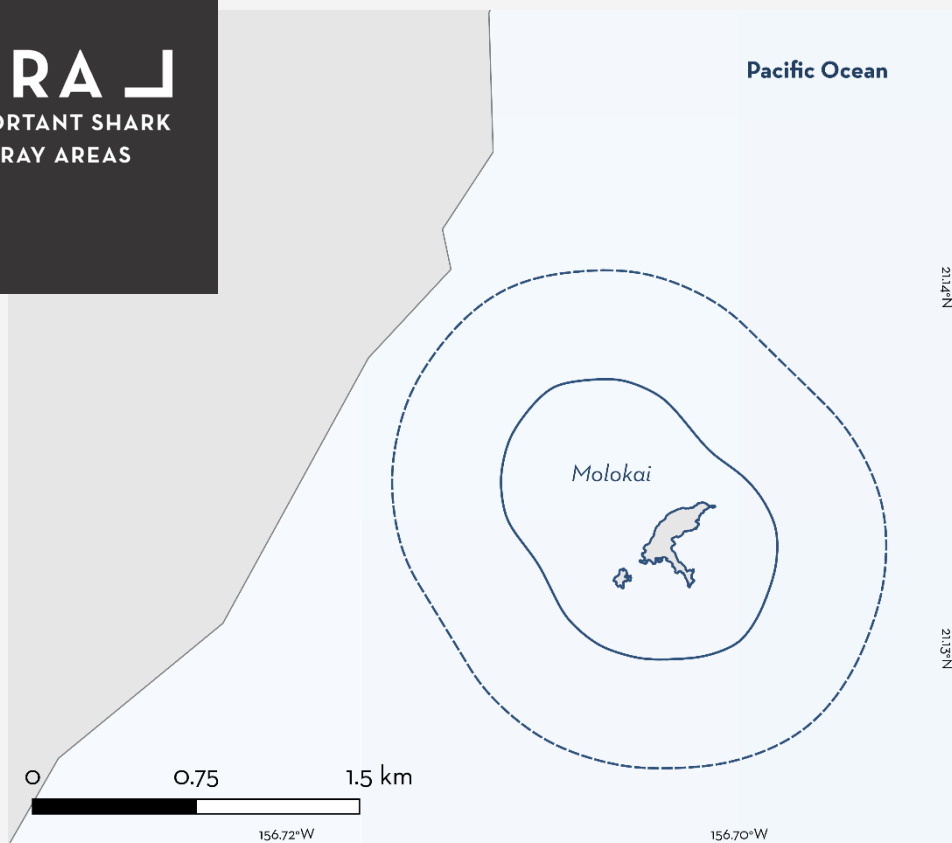 RA
ORTANT SHARK
RAY AREAS
Pacific Ocean
21.14°N
Molokai
21.13°N
0 0.75 1.5 km
156.72°W 156.70°W